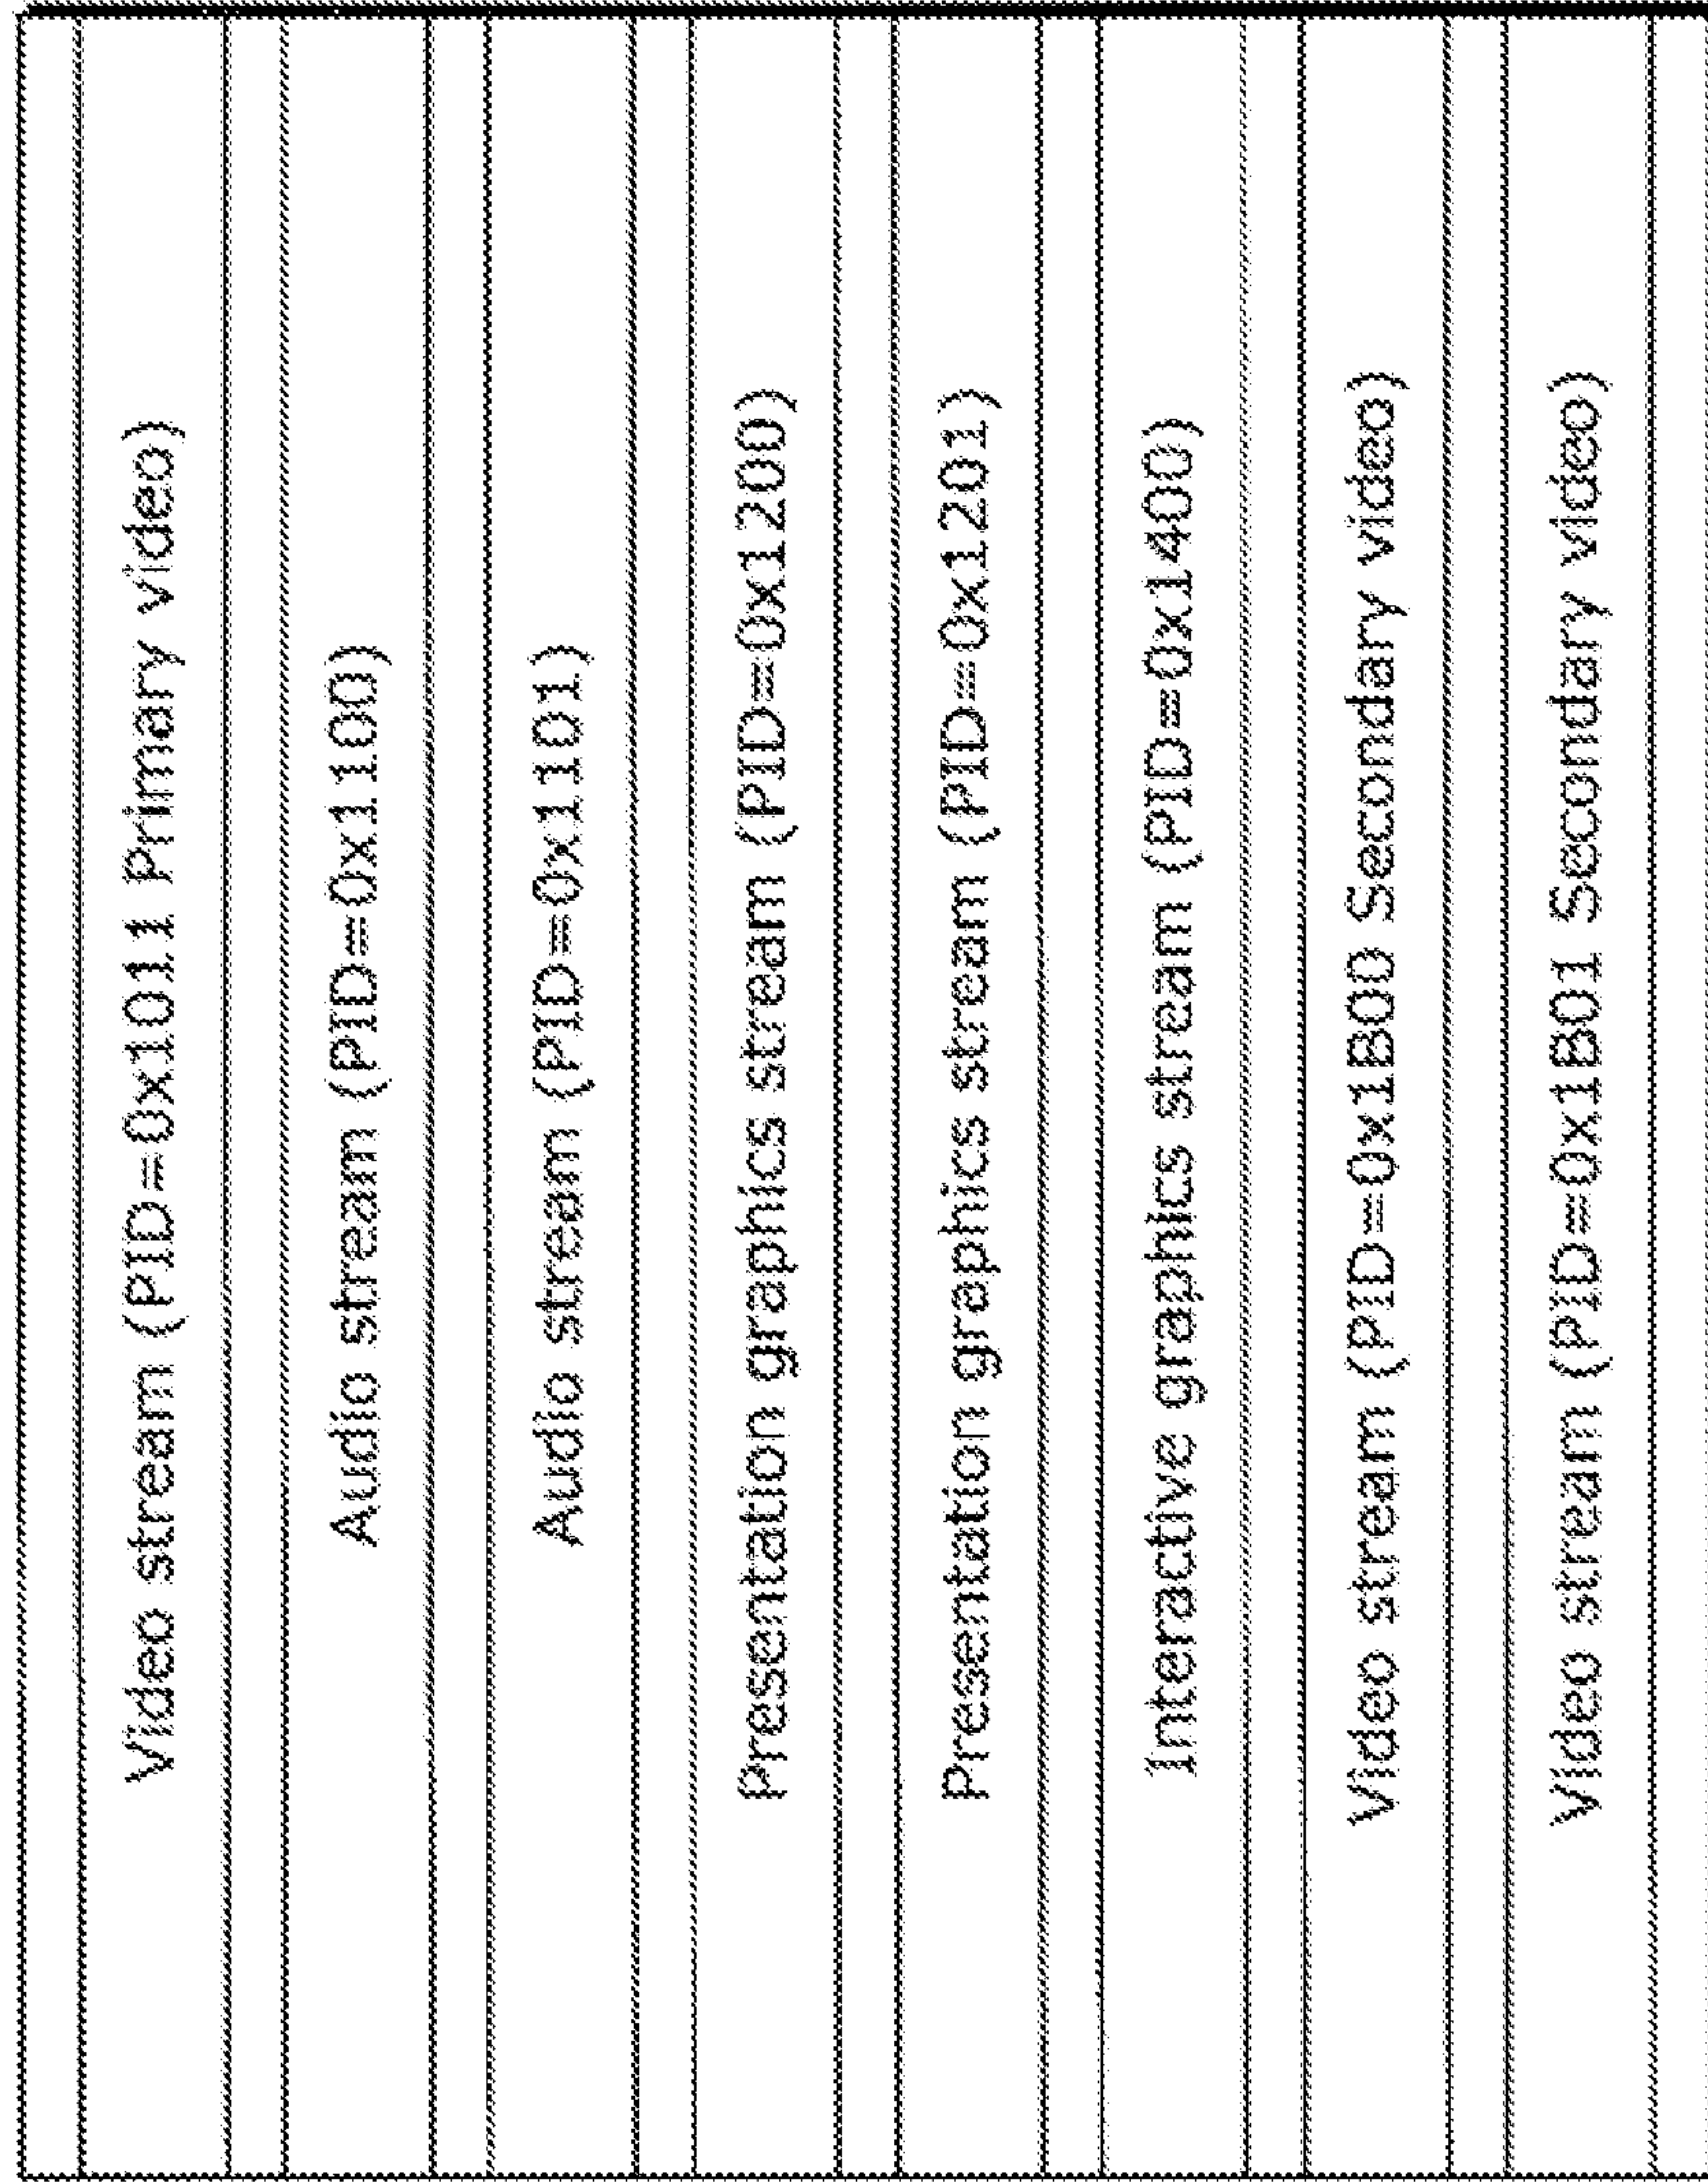 Video stream (PID=0x1011 Primary video)
Audio stream (PID=0x1100)
Audio stream (PID=0x1101)
Presentation graphics stream (PID=0x1200)
Presentation graphics stream (PID=0x1201)
Interactive graphics stream (PID=0x1400)
Video stream (PID=0x1B00 Secondary video)
Video stream (PID=0x1B01 Secondary video)